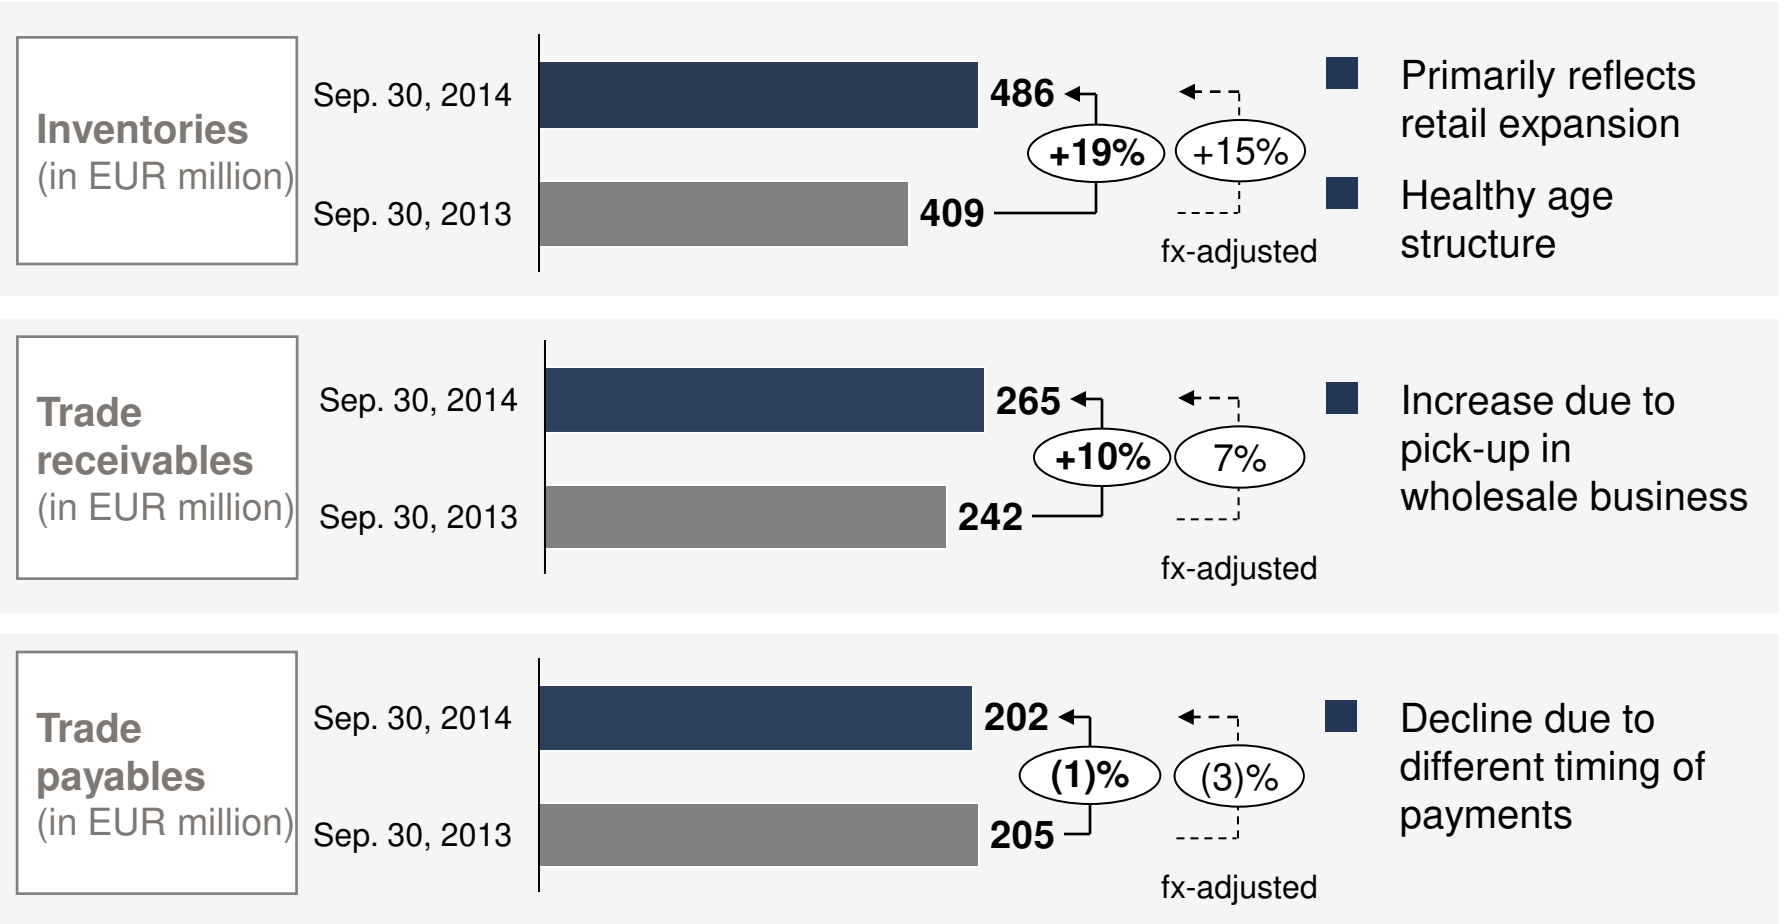 Inventories
(in EUR million)
Sep. 30, 2014
486
+19%
+15%
Sep. 30, 2013
409
fx-adjusted
Primarily reflects
retail expansion
Healthy age
structure
Trade
receivables
(in EUR million)
Sep. 30, 2014
265
+10%
7%
Sep. 30, 2013
242
fx-adjusted
Increase due to
pick-up in
wholesale business
Trade
payables
(in EUR million)
Sep. 30, 2014
202
(1)%
(3)%
Sep. 30, 2013
205
fx-adjusted
Decline due to
different timing of
payments